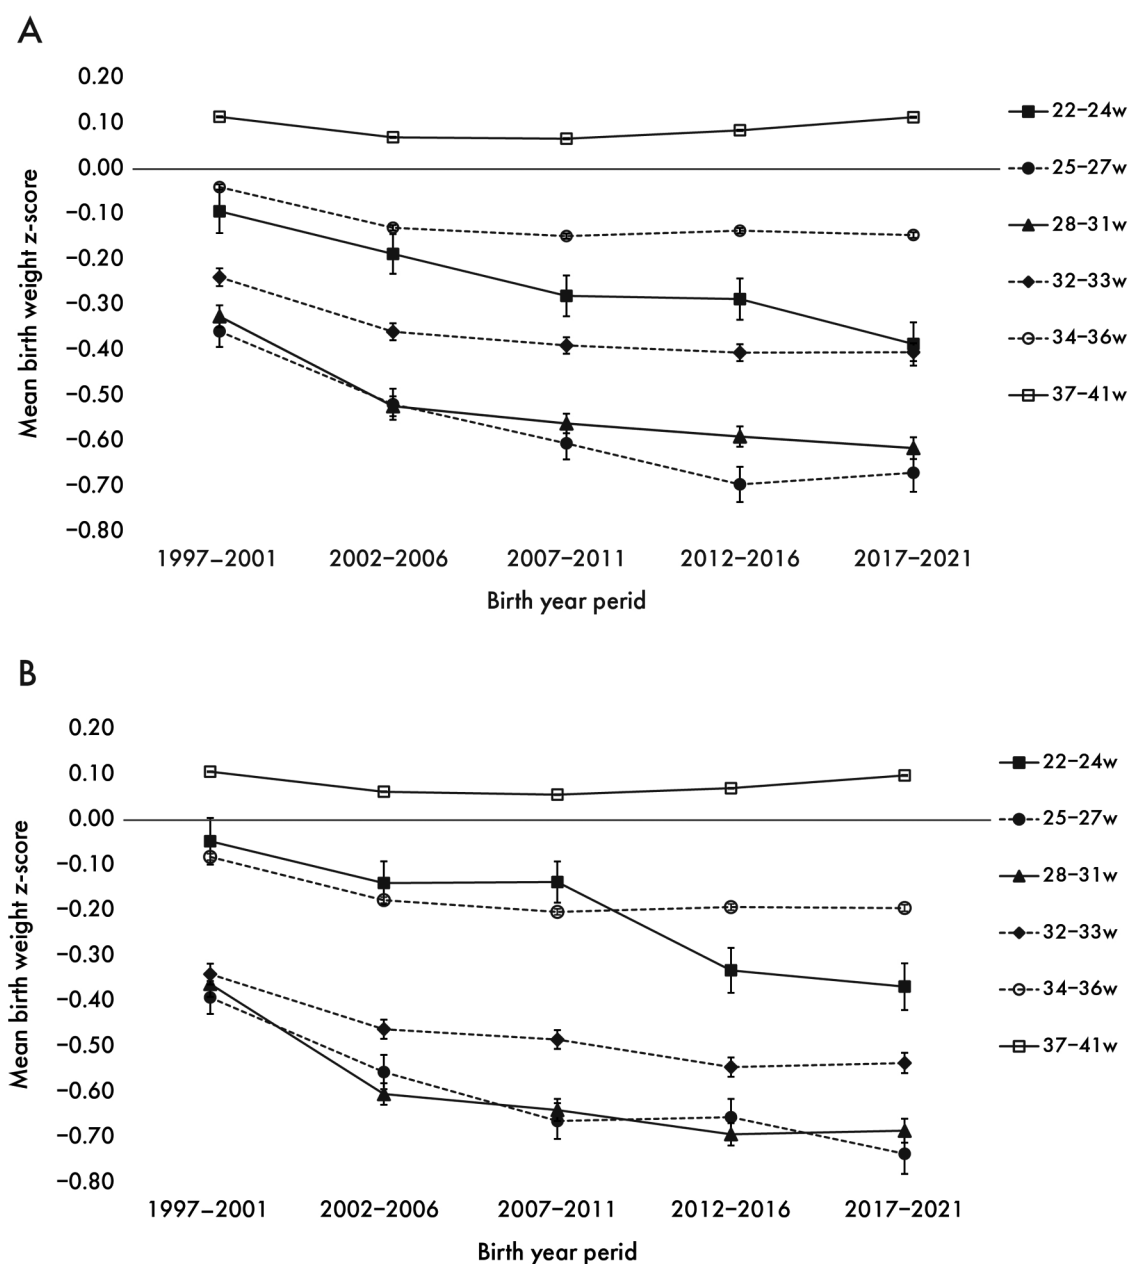 A
Mean birth weight z-score
0.20
0.10
0.00
−0.10
−0.20
−0.30
−0.40
−0.50
−0.60
−0.70
−0.80
1997–2001 2002–2006 2007–2011 2012–2016 2017–2021
Birth year perid
22–24w
25–27w
28–31w
32–33w
34–36w
37–41w
B
Mean birth weight z-score
0.20
0.10
0.00
−0.10
−0.20
−0.30
−0.40
−0.50
−0.60
−0.70
−0.80
1997–2001 2002–2006 2007–2011 2012–2016 2017–2021
Birth year perid
22–24w
25–27w
28–31w
32–33w
34–36w
37–41w